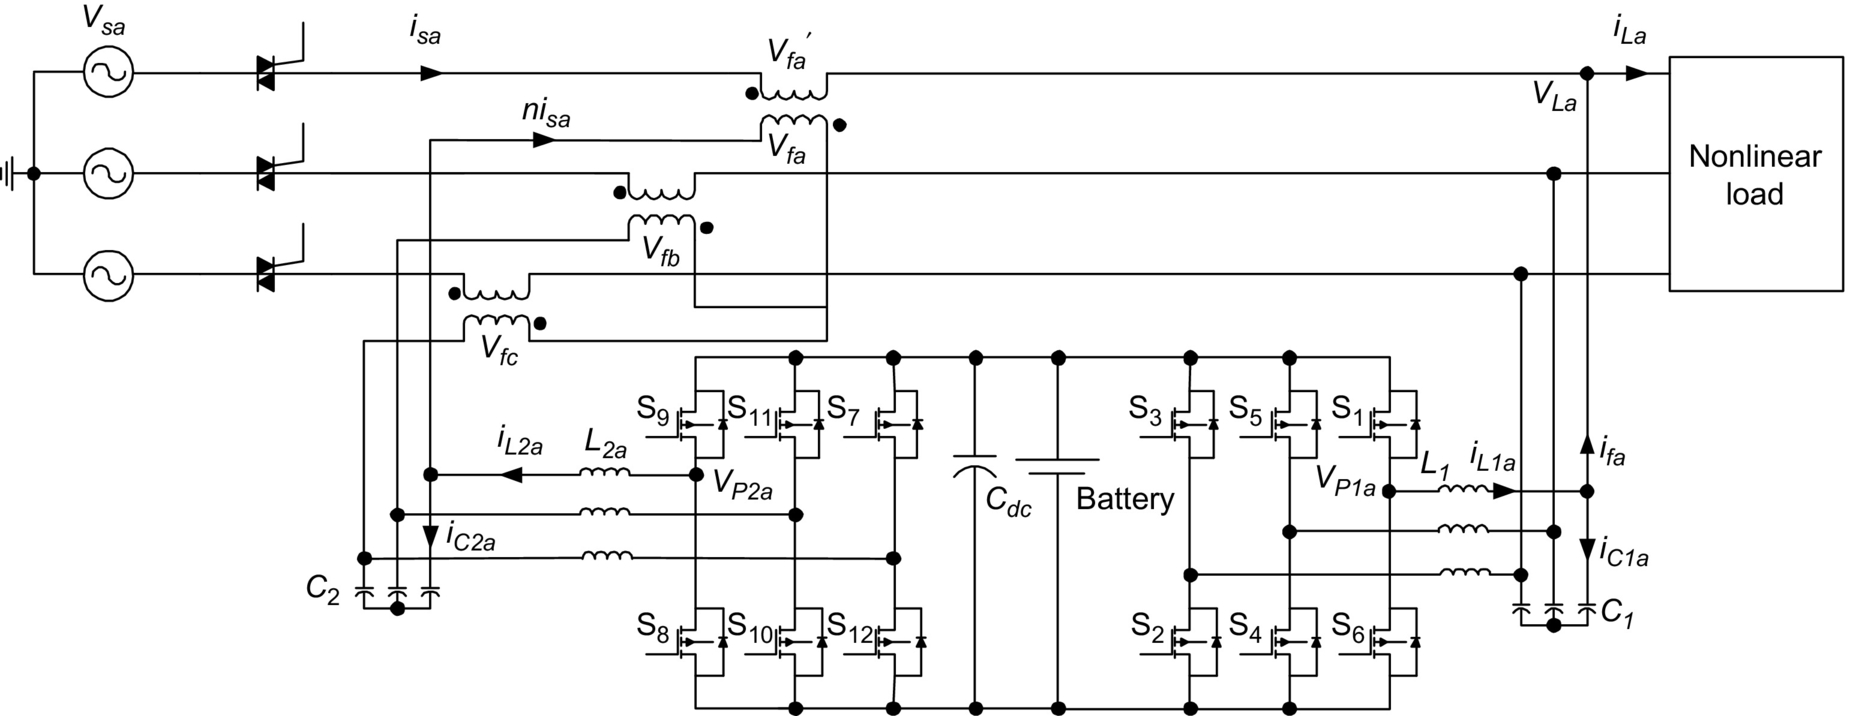 Vsa
isa
Vfa′
iLa
VLa
nisa
Vfa
Nonlinear
load
Vfb
Vfc
S9
S11
S7
S3
S5
S1
iL2a
L2a
VP2a
Cdc
Battery
VP1a
L1
iL1a
ifa
iC2a
iC1a
C2
C1
S8
S10
S12
S2
S4
S6